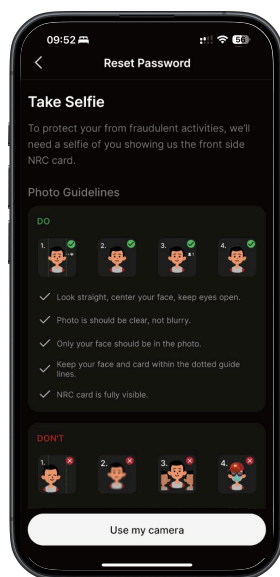 09:52
56
Reset Password
Take Selfie
To protect your from fraudulent activities, we'll
need a selfie of you showing us the front side
NRC card.
Photo Guidelines
DO
1.
2.
3.
4.
Look straight, center your face, keep eyes open.
Photo is should be clear, not blurry.
Only your face should be in the photo.
Keep your face and card within the dotted guide
lines.
NRC card is fully visible.
DON'T
1.
2.
3.
4.
Use my camera